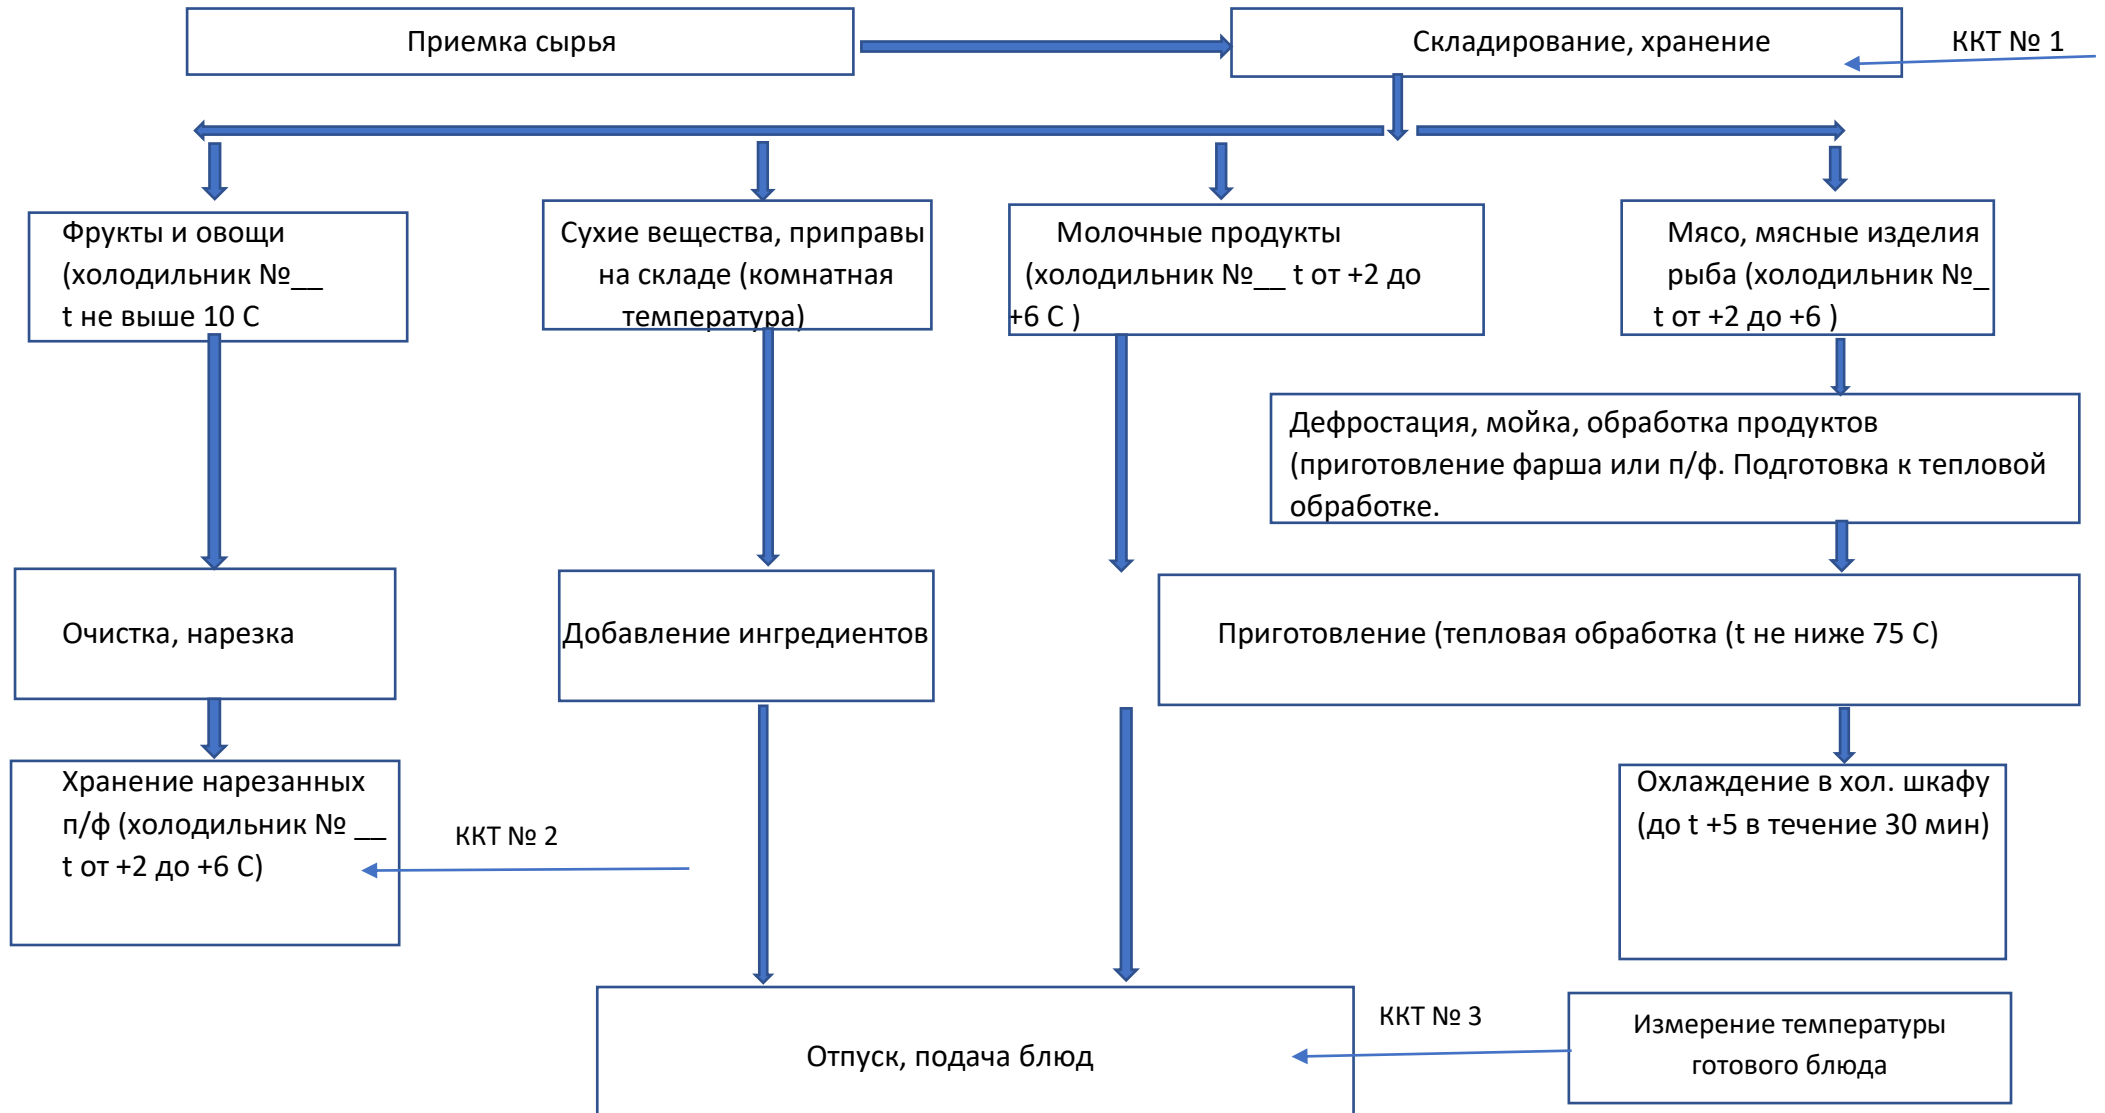 Приемка сырья
Складирование, хранение
ККТ № 1
Фрукты и овощи
(холодильник №__
t не выше 10 С
Сухие вещества, приправы
на складе (комнатная
температура)
Молочные продукты
(холодильник №__ t от +2 до
+6 С )
Мясо, мясные изделия
рыба (холодильник №_
t от +2 до +6 )
Дефростация, мойка, обработка продуктов
(приготовление фарша или п/ф. Подготовка к тепловой
обработке.
Очистка, нарезка
Добавление ингредиентов
Приготовление (тепловая обработка (t не ниже 75 С)
Хранение нарезанных
п/ф (холодильник № __
t от +2 до +6 С)
ККТ № 2
Охлаждение в хол. шкафу
(до t +5 в течение 30 мин)
Отпуск, подача блюд
ККТ № 3
Измерение температуры
готового блюда